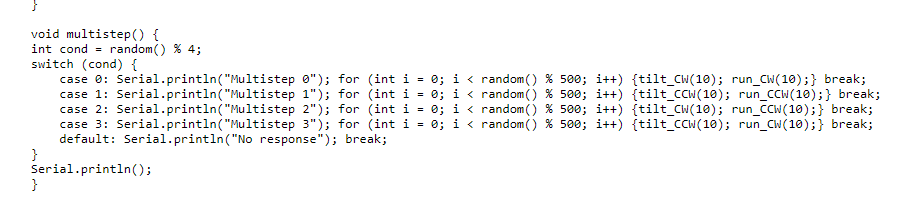 }
void multistep() {
int cond = random() % 4;
switch (cond) {
    case 0: Serial.println("Multistep 0"); for (int i = 0; i < random() % 500; i++) {tilt_CW(10); run_CW(10);} break;
    case 1: Serial.println("Multistep 1"); for (int i = 0; i < random() % 500; i++) {tilt_CCW(10); run_CCW(10);} break;
    case 2: Serial.println("Multistep 2"); for (int i = 0; i < random() % 500; i++) {tilt_CW(10); run_CCW(10);} break;
    case 3: Serial.println("Multistep 3"); for (int i = 0; i < random() % 500; i++) {tilt_CCW(10); run_CW(10);} break;
    default: Serial.println("No response"); break;
}
Serial.println();
}